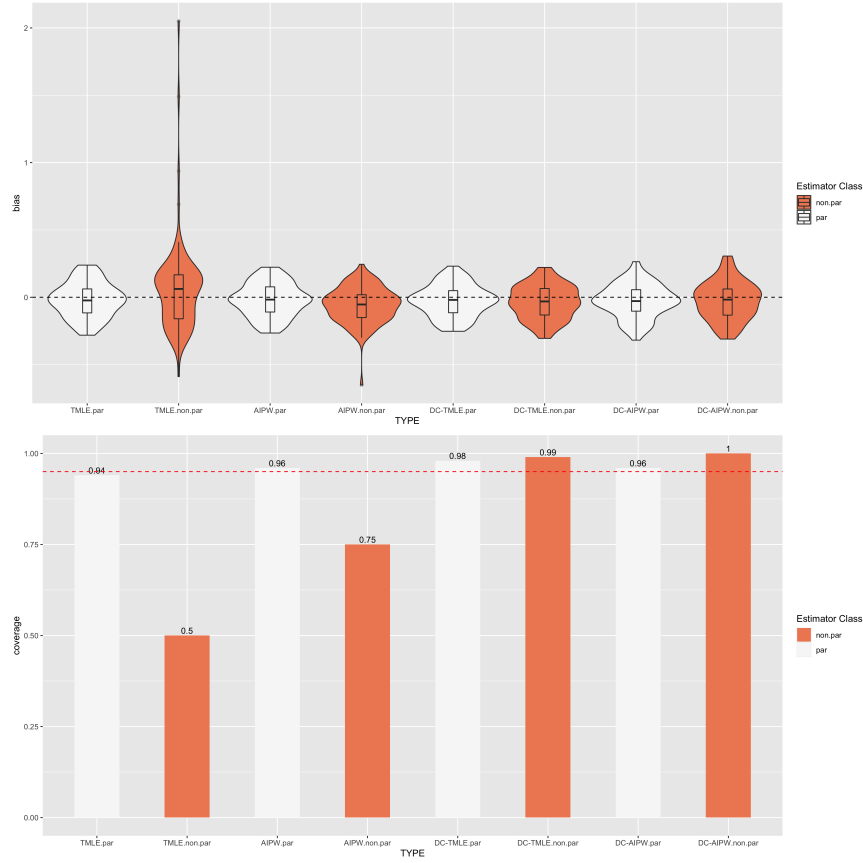 2
1
0
bias
TMLE.par TMLE.non.par AIPW.par AIPW.non.par DC-TMLE.par DC-TMLE.non.par DC-AIPW.par DC-AIPW.non.par
TYPE
Estimator Class
non.par
par
1.00
0.75
0.50
0.25
0.00
coverage
0.94 0.5 0.96 0.75 0.98 0.99 0.96 1
TMLE.par TMLE.non.par AIPW.par AIPW.non.par DC-TMLE.par DC-TMLE.non.par DC-AIPW.par DC-AIPW.non.par
TYPE
Estimator Class
non.par
par